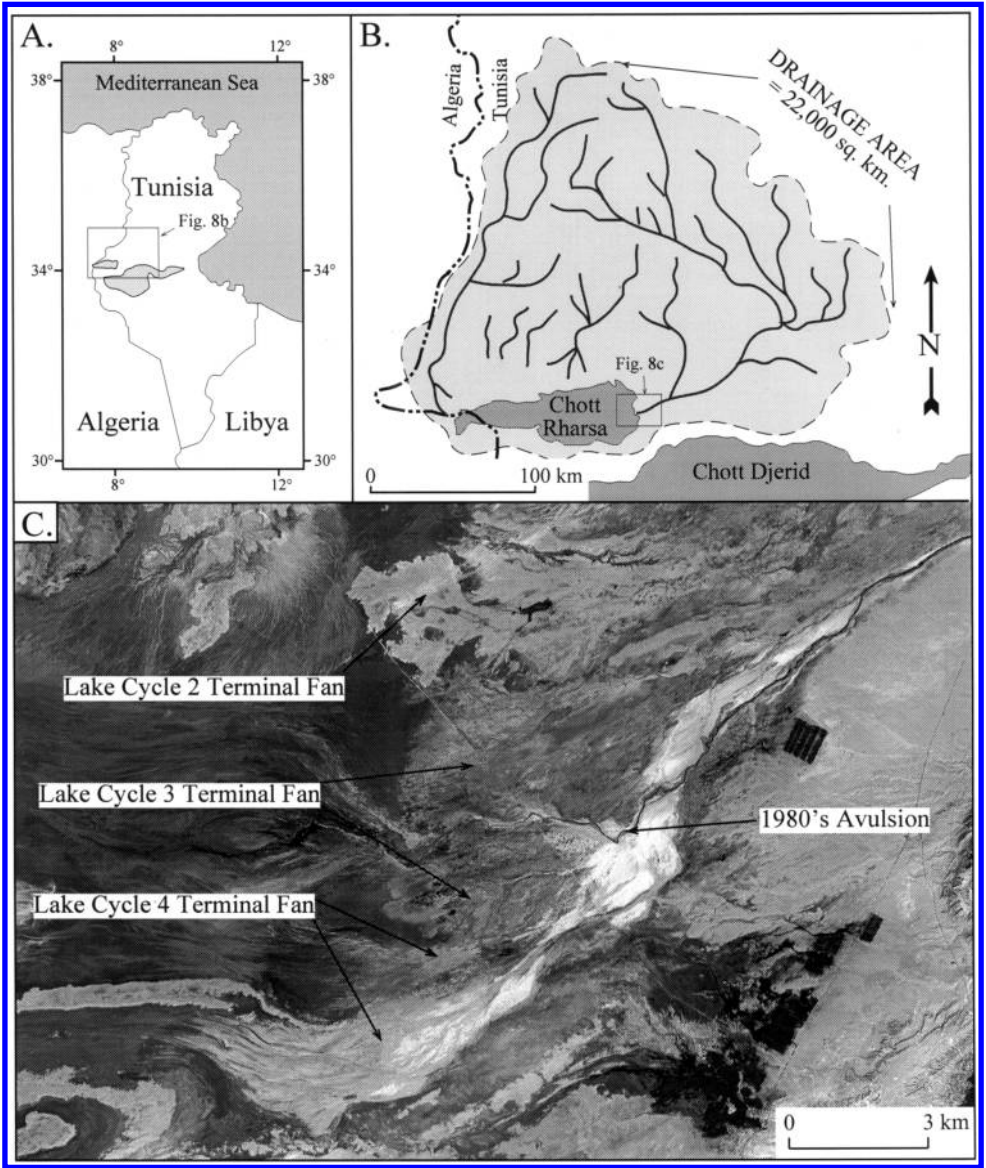 A.
8°
12°
38°
38°
Mediterranean Sea
Tunisia
Fig. 8b
34°
34°
Algeria
Libya
30°
30°
8°
12°
B.
Algeria
Tunisia
DRAINAGE AREA
= 22,000 sq. km.
N
Fig. 8c
Chott
Rharsa
0
100 km
Chott Djerid
C.
Lake Cycle 2 Terminal Fan
Lake Cycle 3 Terminal Fan
1980's Avulsion
Lake Cycle 4 Terminal Fan
0
3 km